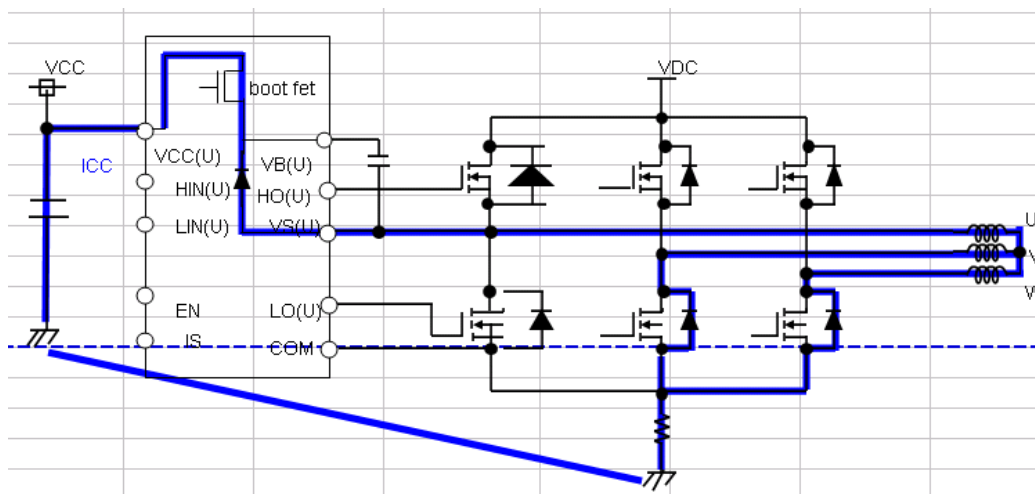 VCC
VDC
boot fet
ICC
VCC(U)
VB(U)
HIN(U)
HO(U)
LIN(U)
VS(U)
U
V
W
EN
LO(U)
IS
COM